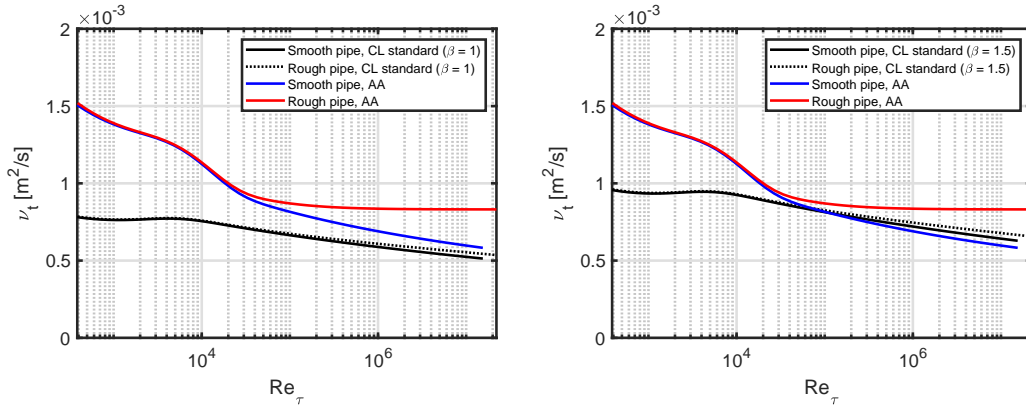 ×10⁻³
2
1.5
1
0.5
0
ν_t [m²/s]
10⁴
10⁶
Re_τ
Smooth pipe, CL standard (β = 1)
Rough pipe, CL standard (β = 1)
Smooth pipe, AA
Rough pipe, AA
×10⁻³
2
1.5
1
0.5
0
ν_t [m²/s]
10⁴
10⁶
Re_τ
Smooth pipe, CL standard (β = 1.5)
Rough pipe, CL standard (β = 1.5)
Smooth pipe, AA
Rough pipe, AA